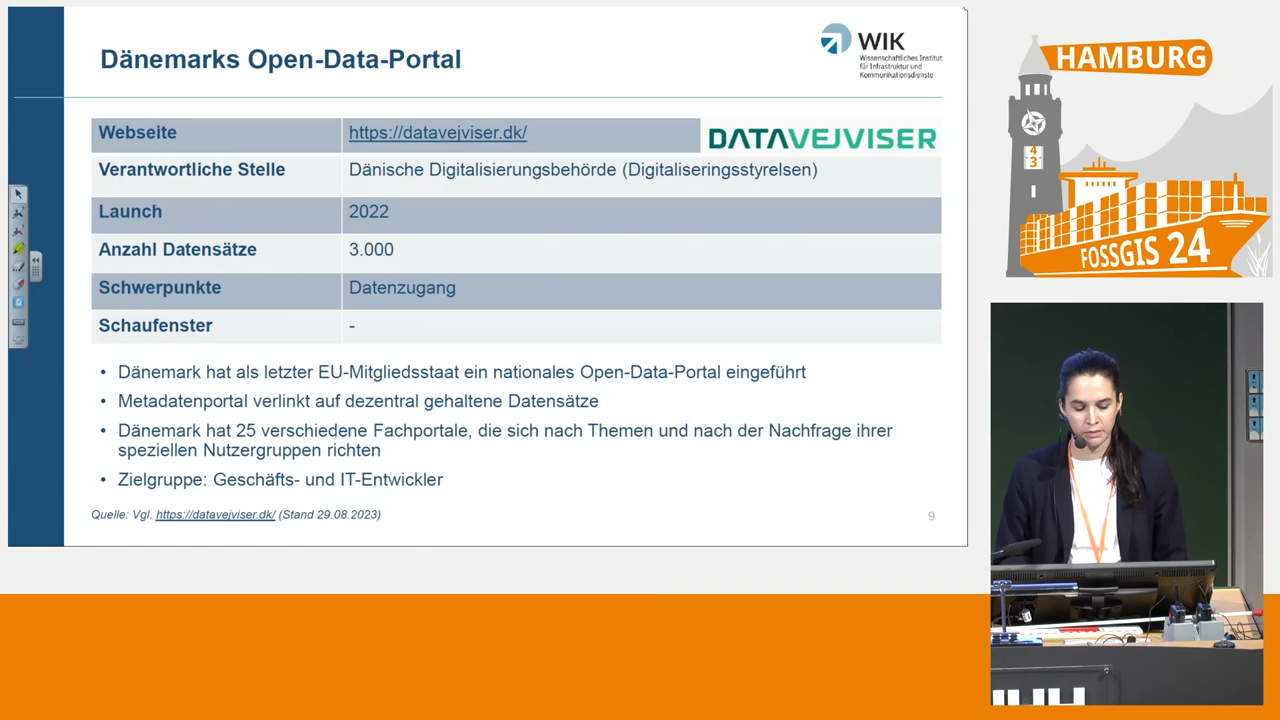 Dänemarks Open-Data-Portal
WIK
Wissenschaftliches Institut
für Infrastruktur und
Kommunikationsdienste
Webseite https://datavejviser.dk/ DATAVEJVISER
Verantwortliche Stelle Dänische Digitalisierungsbehörde (Digitaliseringsstyrelsen)
Launch 2022
Anzahl Datensätze 3.000
Schwerpunkte Datenzugang
Schaufenster -
• Dänemark hat als letzter EU-Mitgliedsstaat ein nationales Open-Data-Portal eingeführt
• Metadatenportal verlinkt auf dezentral gehaltene Datensätze
• Dänemark hat 25 verschiedene Fachportale, die sich nach Themen und nach der Nachfrage ihrer
speziellen Nutzergruppen richten
• Zielgruppe: Geschäfts- und IT-Entwickler
Quelle: Vgl. https://datavejviser.dk/ (Stand 29.08.2023)
9
HAMBURG
4
3
FOSSGIS 24